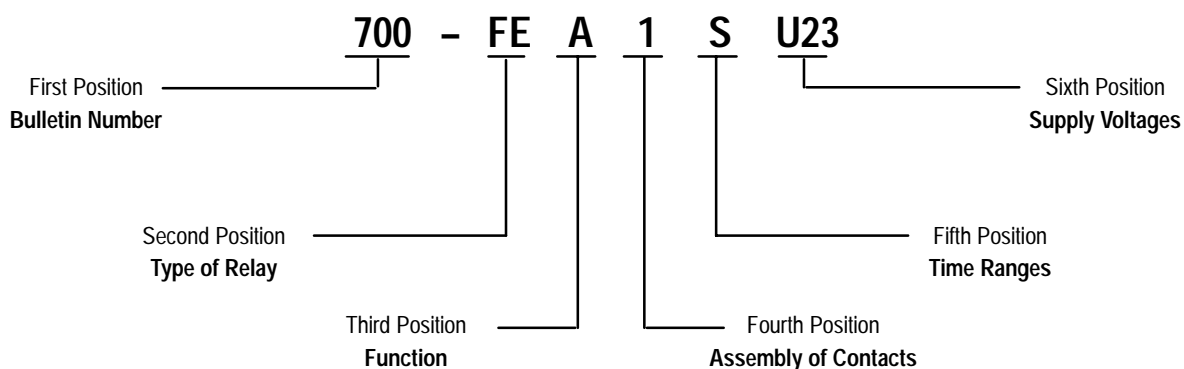 700 – FE A 1 S U23
First Position
Bulletin Number
Sixth Position
Supply Voltages
Second Position
Type of Relay
Fifth Position
Time Ranges
Third Position
Function
Fourth Position
Assembly of Contacts